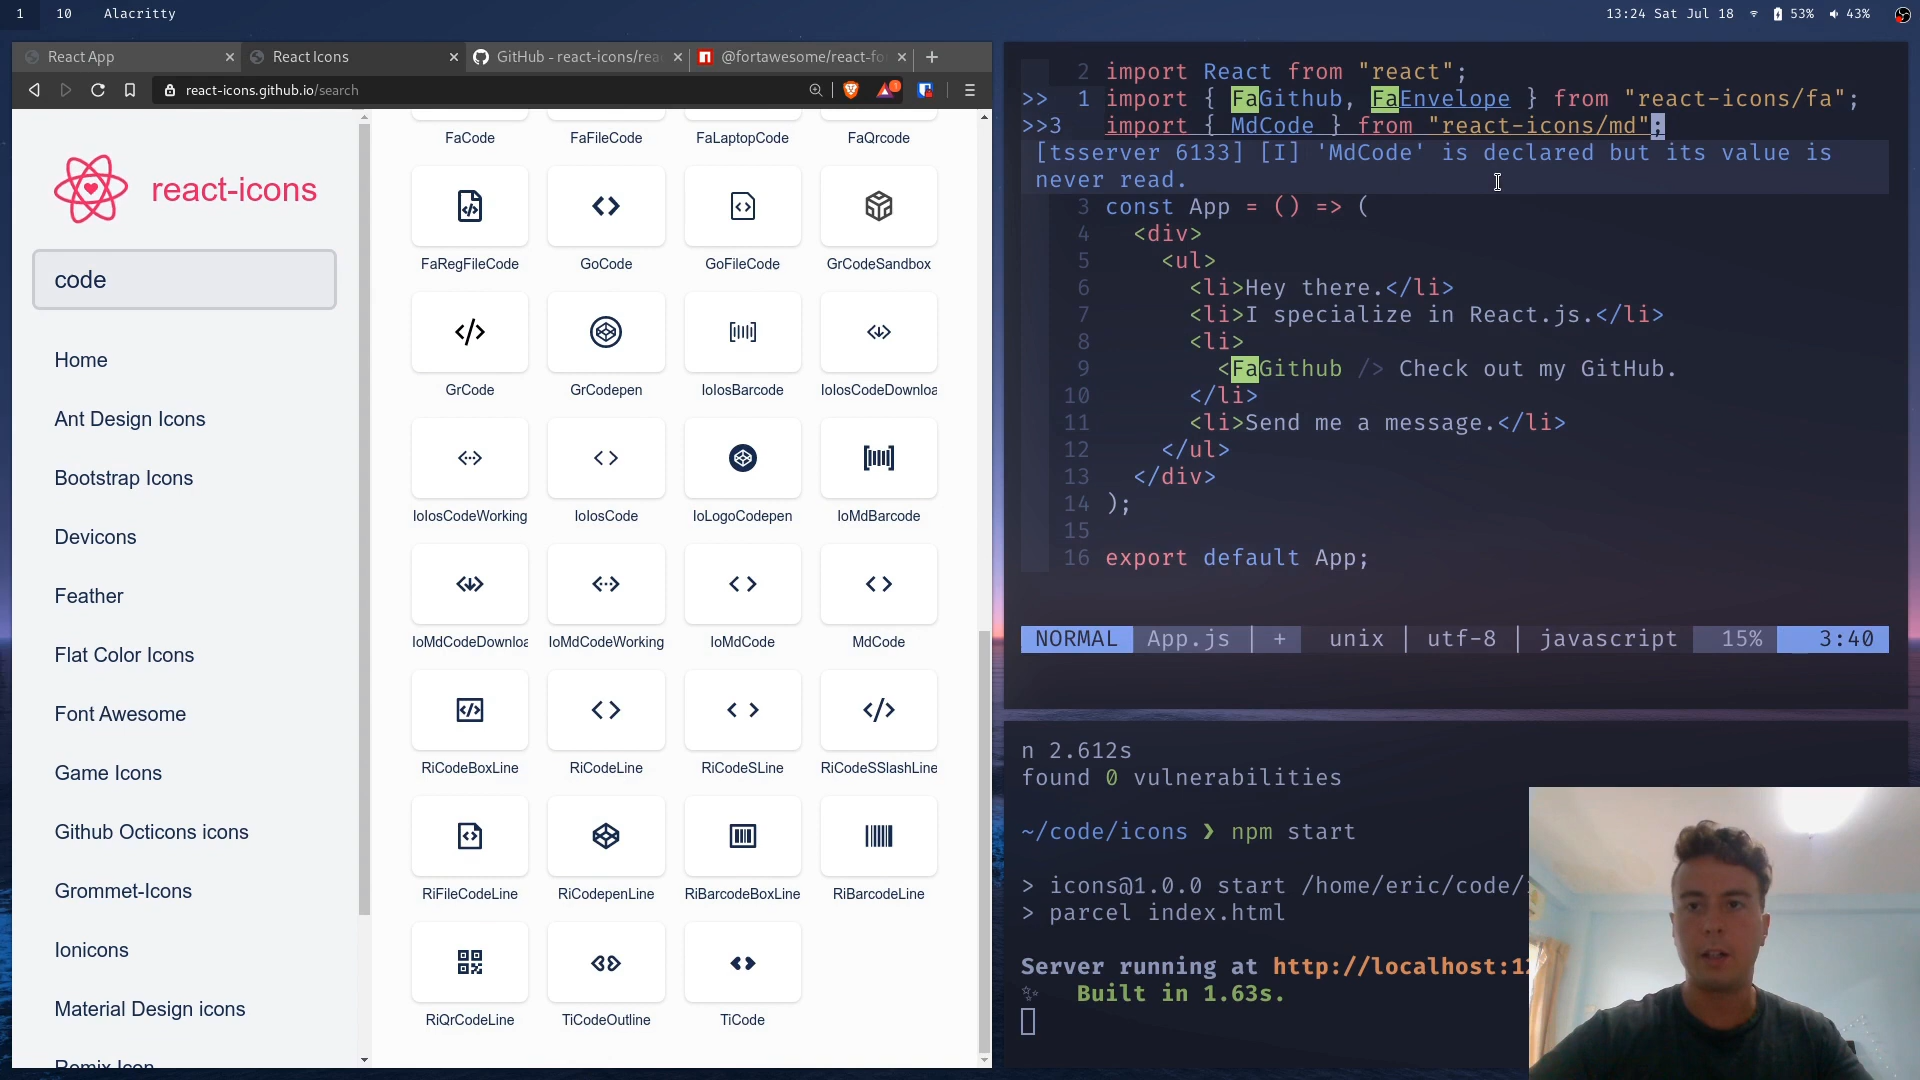 1 10 Alacritty
13:24 Sat Jul 18 53% 43%
React App
React Icons
GitHub - react-icons/rea
@fortawesome/react-fo
react-icons.github.io/search
react-icons
code
Home
Ant Design Icons
Bootstrap Icons
Devicons
Feather
Flat Color Icons
Font Awesome
Game Icons
Github Octicons icons
Grommet-Icons
Ionicons
Material Design icons
Remix Icon
FaCode FaFileCode FaLaptopCode FaQrcode
FaRegFileCode GoCode GoFileCode GrCodeSandbox
GrCode GrCodepen IoIosBarcode IoIosCodeDownloa
IoIosCodeWorking IoIosCode IoLogoCodepen IoMdBarcode
IoMdCodeDownloa IoMdCodeWorking IoMdCode MdCode
RiCodeBoxLine RiCodeLine RiCodeSLine RiCodeSSlashLine
RiFileCodeLine RiCodepenLine RiBarcodeBoxLine RiBarcodeLine
RiQrCodeLine TiCodeOutline TiCode
2 import React from "react";
>> 1 import { FaGithub, FaEnvelope } from "react-icons/fa";
>>3 import { MdCode } from "react-icons/md";
[tsserver 6133] [I] 'MdCode' is declared but its value is
never read.
3 const App = () => (
4 <div>
5 <ul>
6 <li>Hey there.</li>
7 <li>I specialize in React.js.</li>
8 <li>
9 <FaGithub /> Check out my GitHub.
10 </li>
11 <li>Send me a message.</li>
12 </ul>
13 </div>
14 );
15
16 export default App;
NORMAL App.js | + unix | utf-8 | javascript 15% 3:40
n 2.612s
found 0 vulnerabilities
~/code/icons ❯ npm start
> icons@1.0.0 start /home/eric/code/
> parcel index.html
Server running at http://localhost:12
✨ Built in 1.63s.